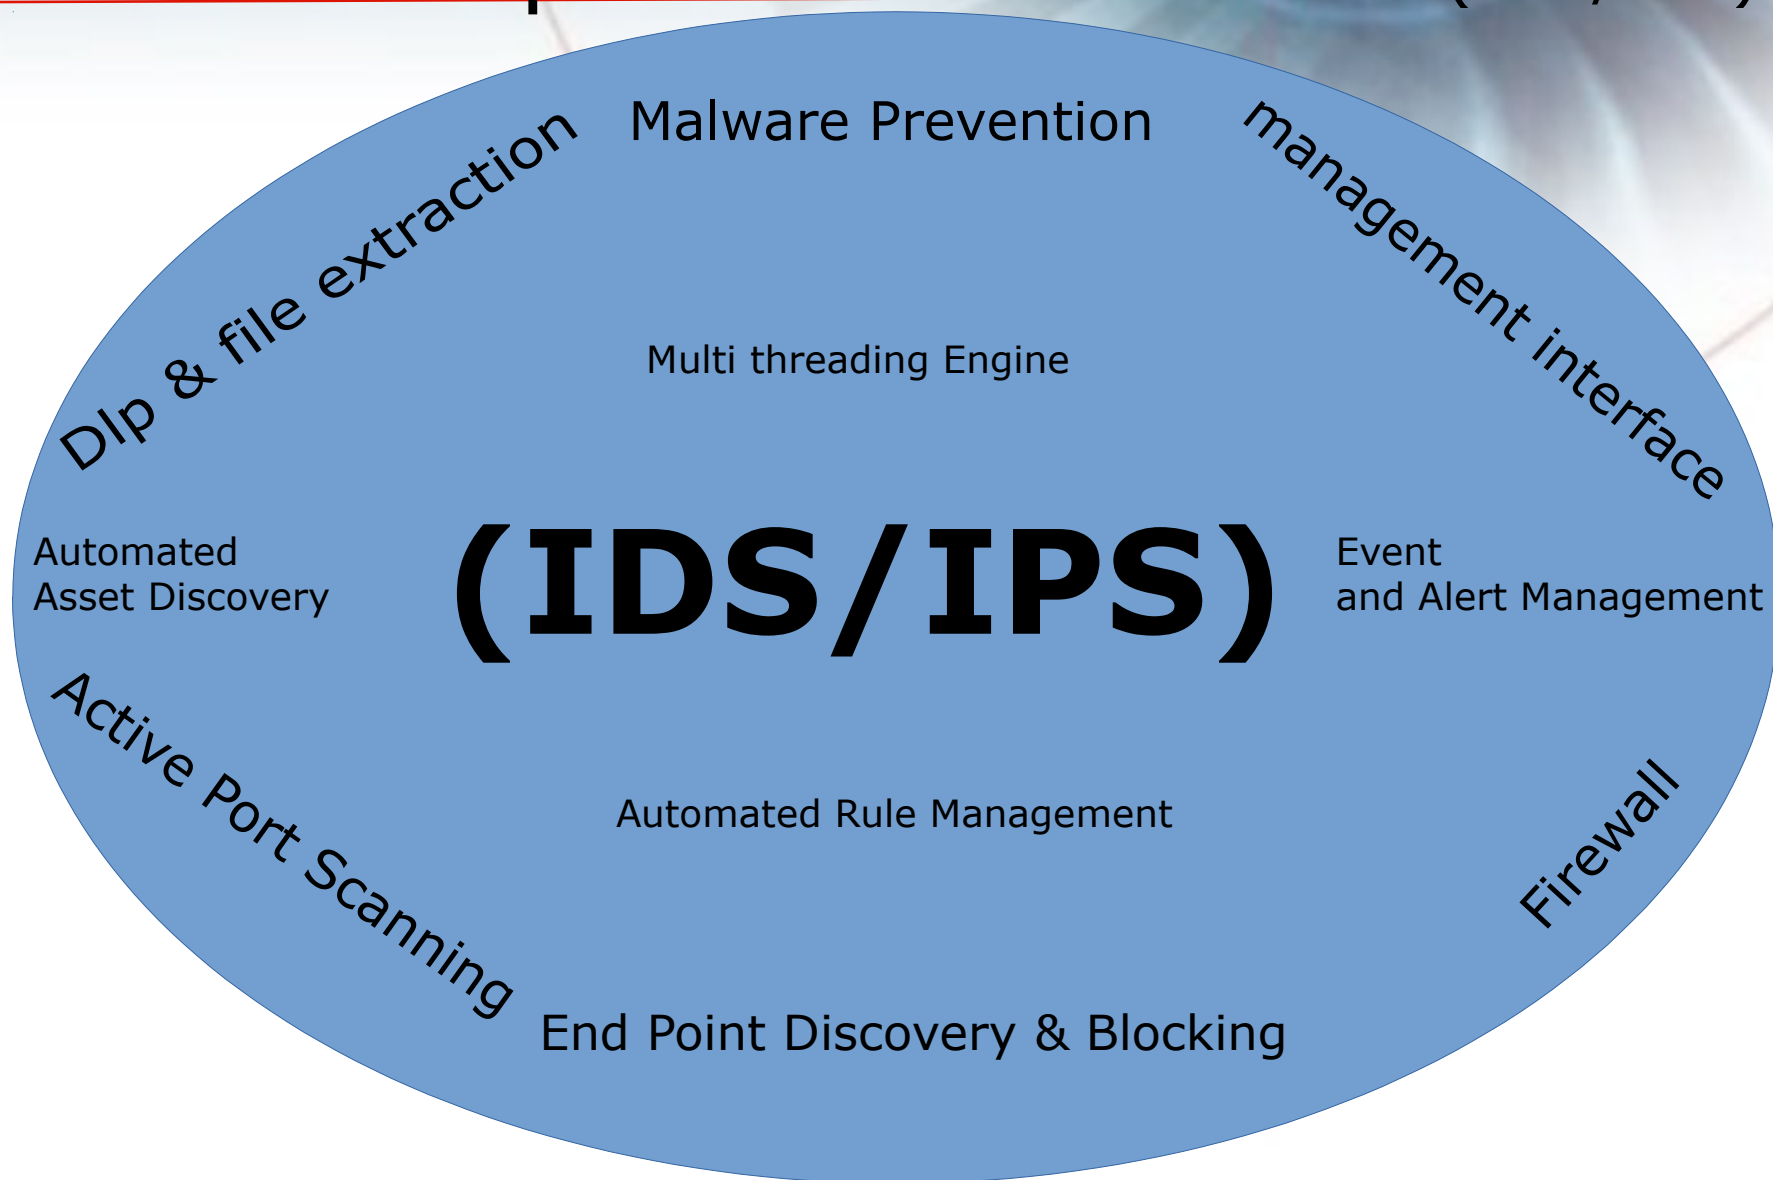 Malware Prevention
Dlp & file extraction
management interface
Multi threading Engine
Automated
Asset Discovery
(IDS/IPS)
Event
and Alert Management
Active Port Scanning
Automated Rule Management
Firewall
End Point Discovery & Blocking